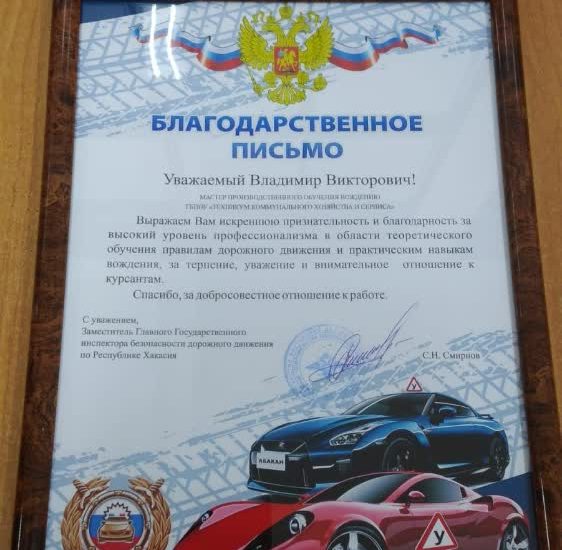 БЛАГОДАРСТВЕННОЕ
ПИСЬМО
Уважаемый Владимир Викторович!
МАСТЕР ПРОИЗВОДСТВЕННОГО ОБУЧЕНИЯ ВОЖДЕНИЮ
ГБПОУ «ТЕХНИКУМ КОММУНАЛЬНОГО ХОЗЯЙСТВА И СЕРВИСА»
Выражаем Вам искреннюю признательность и благодарность за
высокий уровень профессионализма в области теоретического
обучения правилам дорожного движения и практическим навыкам
вождения, за терпение, уважение и внимательное отношение к
курсантам.
Спасибо, за добросовестное отношение к работе.
С уважением,
Заместитель Главного Государственного
инспектора безопасности дорожного движения
по Республике Хакасия
С.Н. Смирнов
У
АБАКАН
У